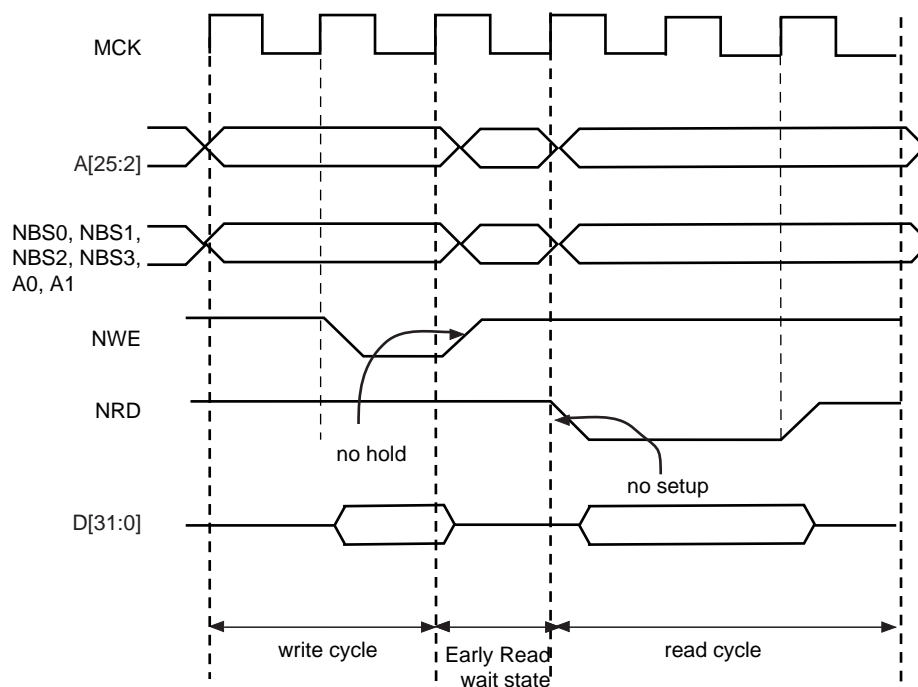 MCK
A[25:2]
NBS0, NBS1,
NBS2, NBS3,
A0, A1
NWE
NRD
no hold
no setup
D[31:0]
write cycle
Early Read
wait state
read cycle